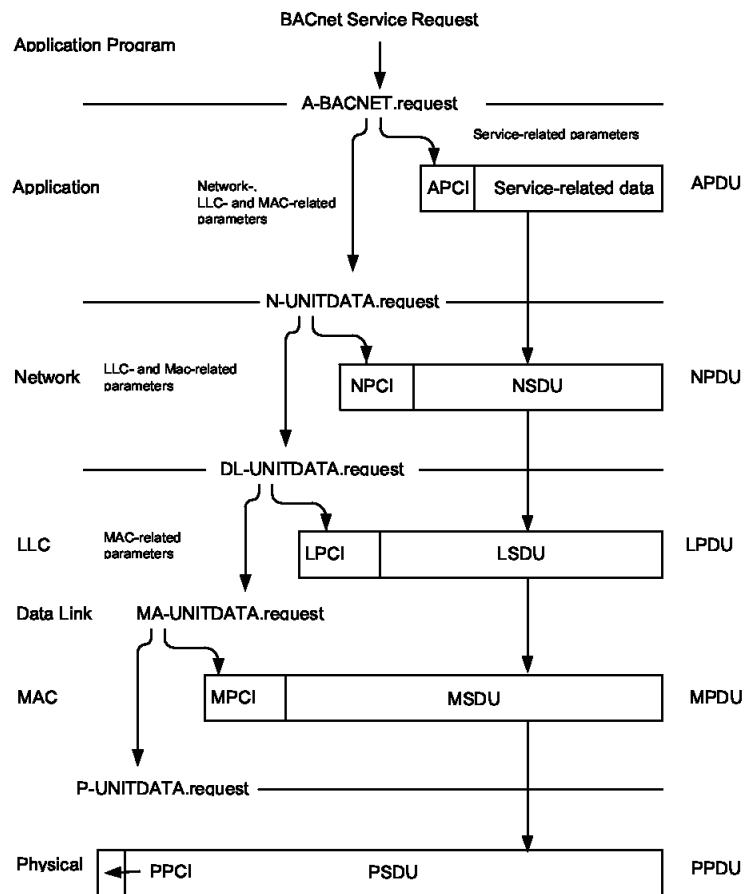 BACnet Service Request
Application Program
A-BACNET.request
Service-related parameters
Network-,
LLC- and MAC-related
parameters
Application
APCI
Service-related data
APDU
N-UNITDATA.request
Network
LLC- and Mac-related
parameters
NPCI
NSDU
NPDU
DL-UNITDATA.request
LLC
MAC-related
parameters
LPCI
LSDU
LPDU
Data Link
MA-UNITDATA.request
MAC
MPCI
MSDU
MPDU
P-UNITDATA.request
Physical
PPCI
PSDU
PPDU